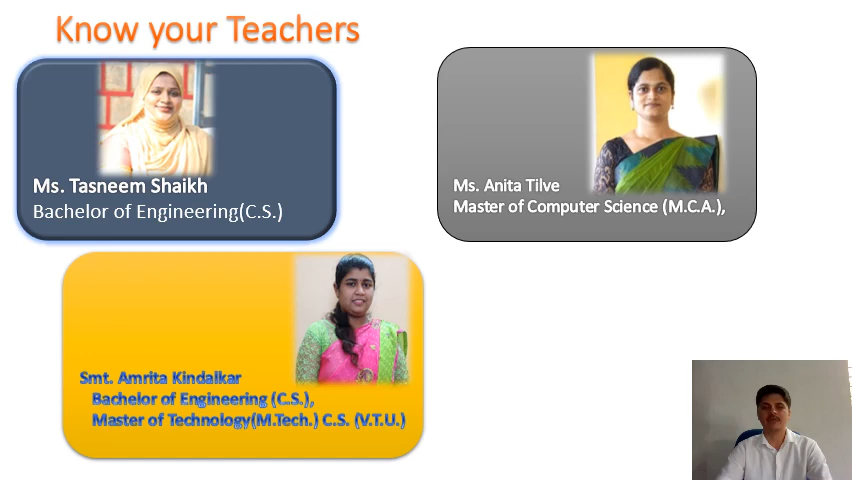 Know your Teachers
Ms. Tasneem Shaikh
Bachelor of Engineering(C.S.)
Ms. Anita Tilve
Master of Computer Science (M.C.A.),
Smt. Amrita Kindalkar
Bachelor of Engineering (C.S.),
Master of Technology(M.Tech.) C.S. (V.T.U.)